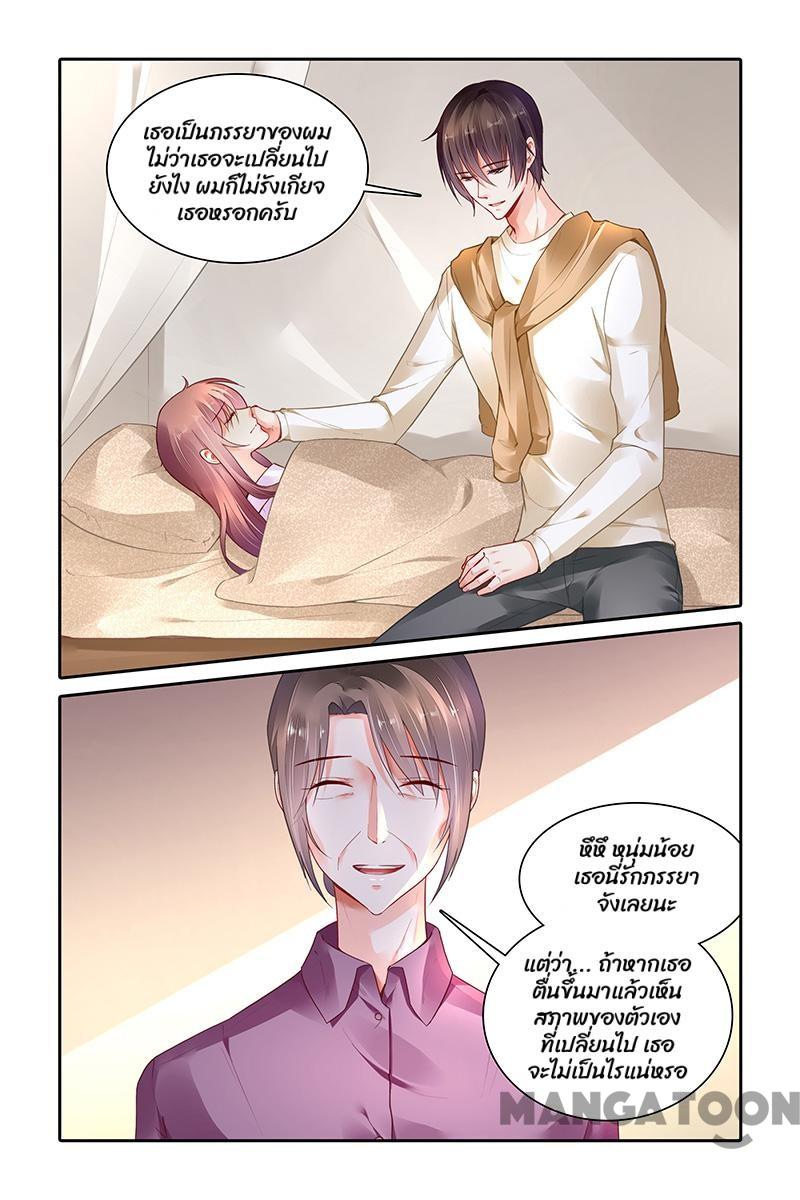 เธอเป็นภรรยาของผม
ไม่ว่าเธอจะเปลี่ยนไป
ยังไง ผมก็ไม่รังเกียจ
เธอหรอกครับ
หึหึ หนุ่มน้อย
เธอนี่รักภรรยา
จังเลยนะ
แต่ว่า... ถ้าหากเธอ
ตื่นขึ้นมาแล้วเห็น
สภาพของตัวเอง
ที่เปลี่ยนไป เธอ
จะไม่เป็นไรแน่หรอ
MANGATOON